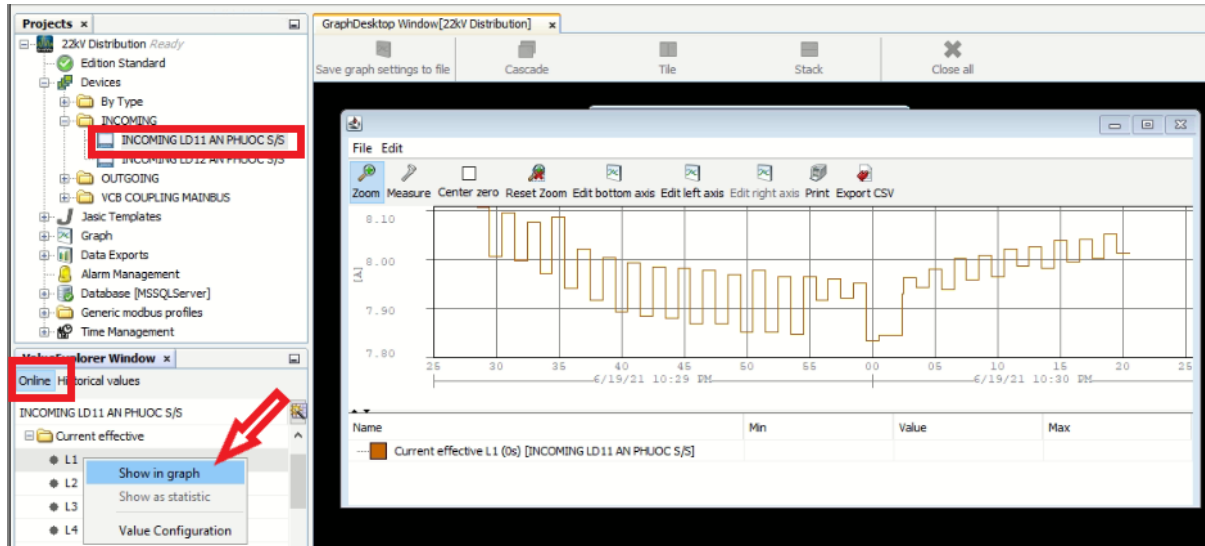 Projects ×
22kV Distribution Ready
Edition Standard
Devices
By Type
INCOMING
INCOMING LD11 AN PHUOC S/S
INCOMING LD12 AN PHUOC S/S
OUTGOING
VCB COUPLING MAINBUS
Jasic Templates
Graph
Data Exports
Alarm Management
Database [MSSQLServer]
Generic modbus profiles
Time Management
ValueExplorer Window ×
Online Historical values
INCOMING LD11 AN PHUOC S/S
Current effective
L1
L2
L3
L4
Show in graph
Show as statistic
Value Configuration
GraphDesktop Window[22kV Distribution] ×
Save graph settings to file Cascade Tile Stack Close all
File Edit
Zoom Measure Center zero Reset Zoom Edit bottom axis Edit left axis Edit right axis Print Export CSV
8.10
8.00
[A]
7.90
7.80
25 30 35 40 45 50 55 00 05 10 15 20 25
6/19/21 10:29 PM 6/19/21 10:30 PM
Name Min Value Max
Current effective L1 (0s) [INCOMING LD11 AN PHUOC S/S]